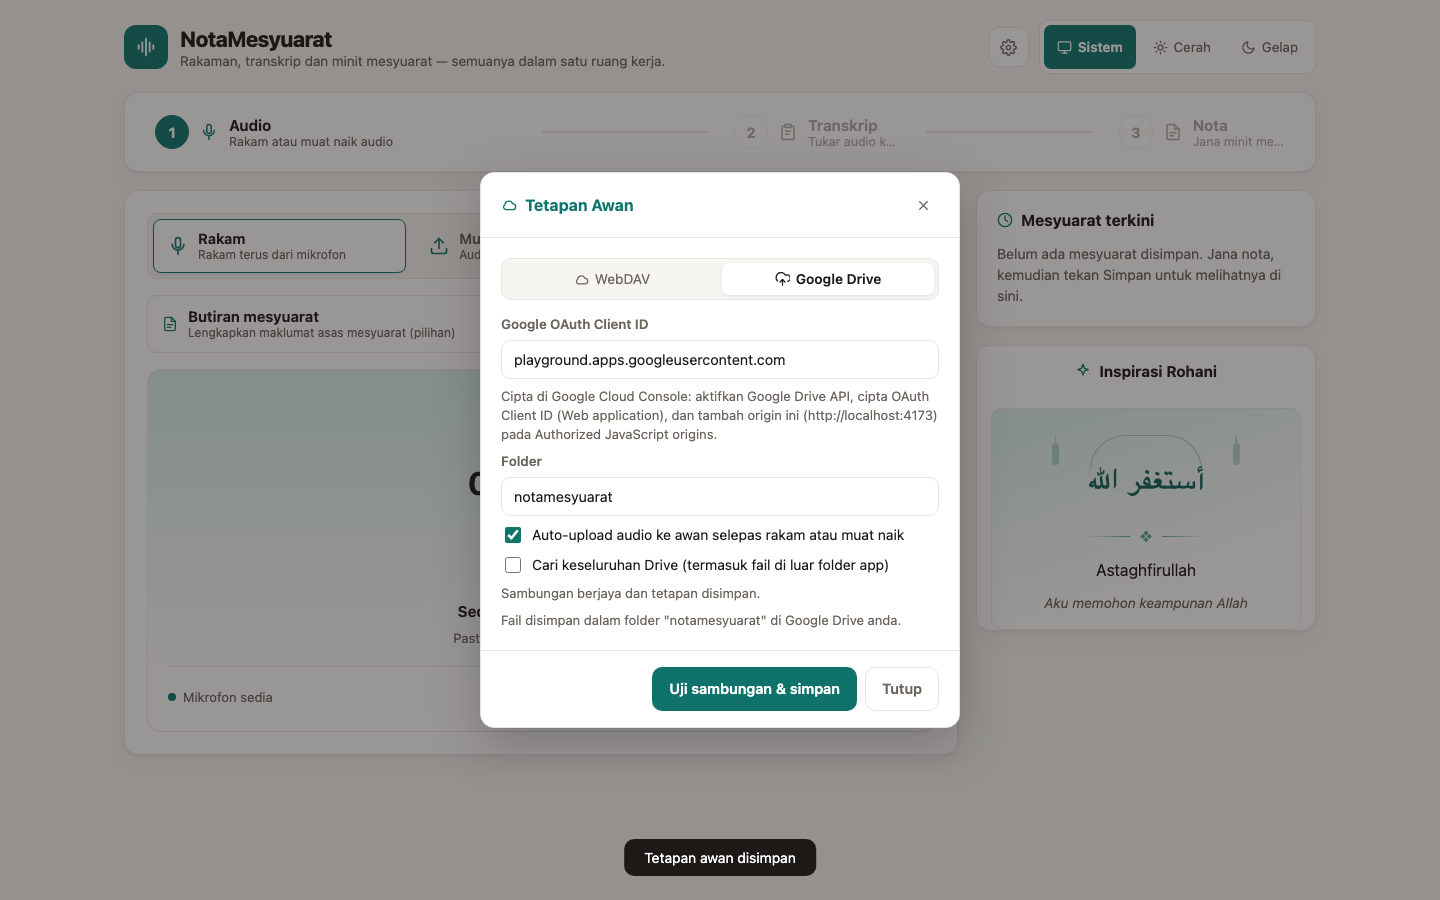 NotaMesyuarat
Rakaman, transkrip dan minit mesyuarat — semuanya dalam satu ruang kerja.
Sistem
Cerah
Gelap
1
Audio
Rakam atau muat naik audio
2
Transkrip
Tukar audio k...
3
Nota
Jana minit me...
Rakam
Rakam terus dari mikrofon
Butiran mesyuarat
Lengkapkan maklumat asas mesyuarat (pilihan)
Mikrofon sedia
Tetapan Awan
WebDAV
Google Drive
Google OAuth Client ID
playground.apps.googleusercontent.com
Cipta di Google Cloud Console: aktifkan Google Drive API, cipta OAuth
Client ID (Web application), dan tambah origin ini (http://localhost:4173)
pada Authorized JavaScript origins.
Folder
notamesyuarat
Auto-upload audio ke awan selepas rakam atau muat naik
Cari keseluruhan Drive (termasuk fail di luar folder app)
Sambungan berjaya dan tetapan disimpan.
Fail disimpan dalam folder "notamesyuarat" di Google Drive anda.
Uji sambungan & simpan
Tutup
Mesyuarat terkini
Belum ada mesyuarat disimpan. Jana nota,
kemudian tekan Simpan untuk melihatnya di
sini.
Inspirasi Rohani
أستغفر الله
Astaghfirullah
Aku memohon keampunan Allah
Tetapan awan disimpan